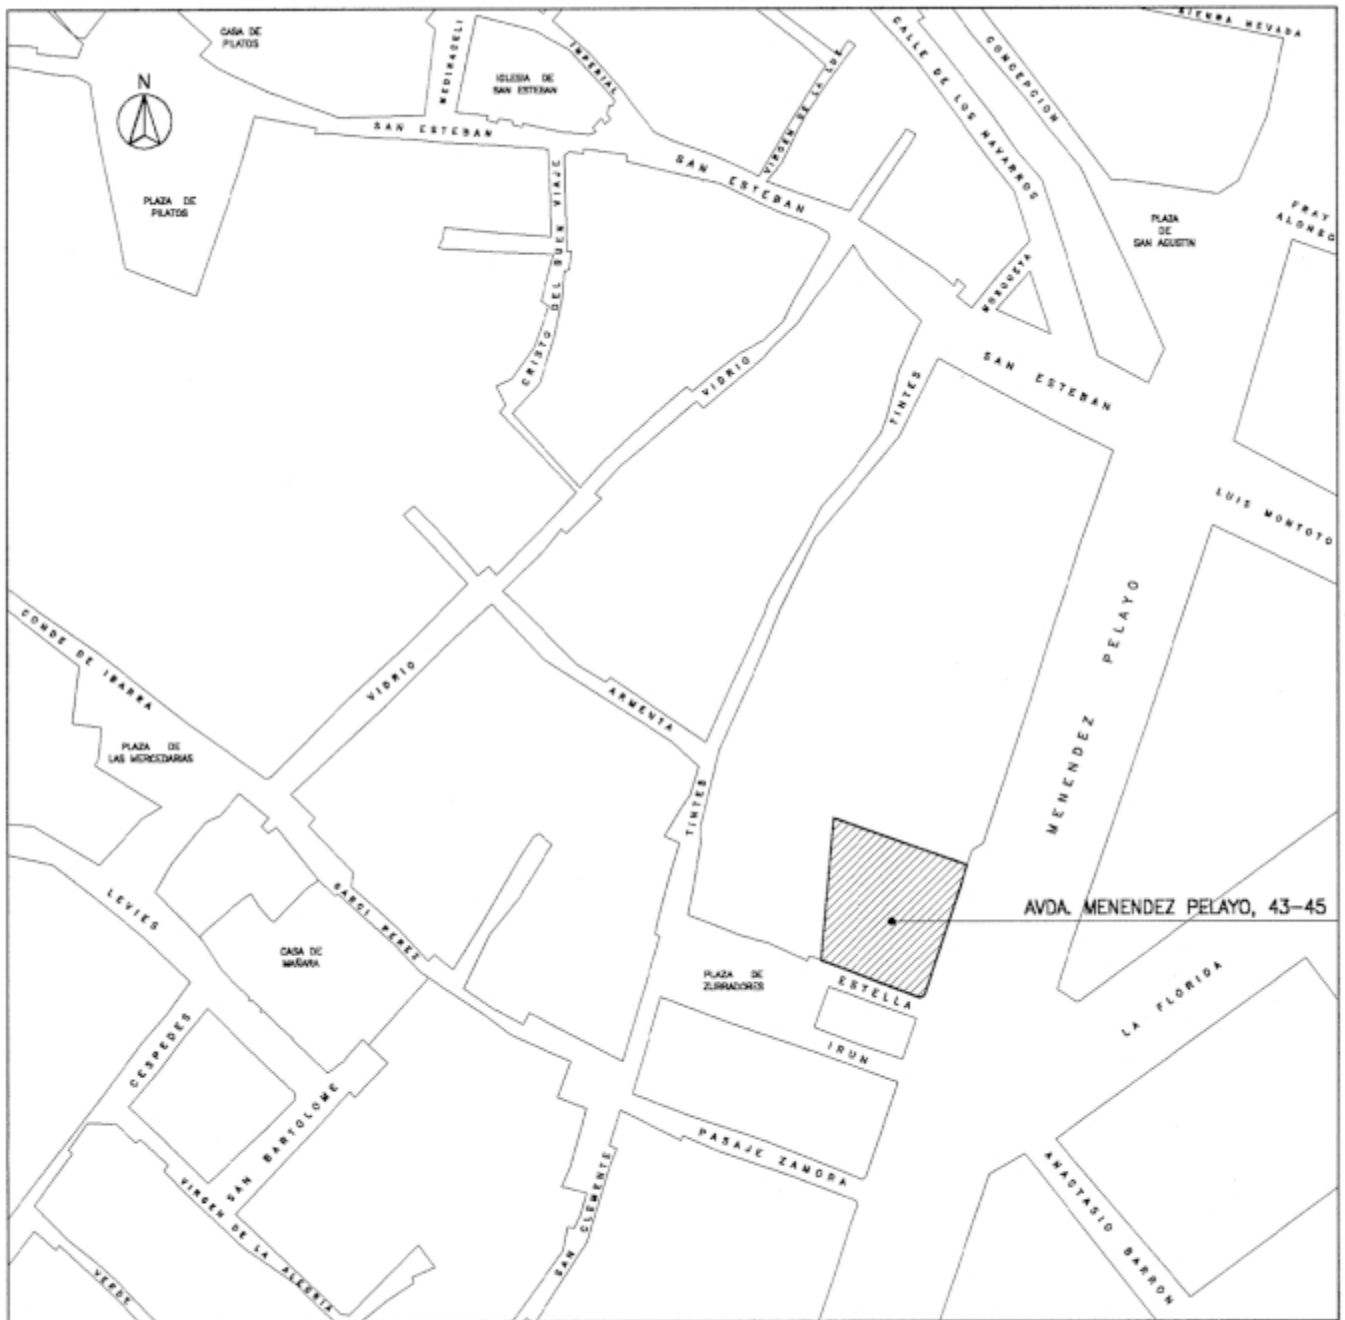 CASA DE
PLATOS
MEDINACELI
IGLESIA DE
SAN ESTEBAN
IMPERIAL
VIRGEN DE LA LUZ
CALLE DE LOS NAVARROS
CONCEPCION
SIERRA NEVADA
N
SAN ESTEBAN
SAN ESTEBAN
PLAZA DE
PILATOS
CRISTO DEL BUEN VIAJE
PLAZA
DE
SAN AGUSTIN
FRAY
ALONSO
MOSQUETA
VIDRIO
TINTES
SAN ESTEBAN
LUIS MONTOTO
CONDE DE IBARRA
VIDRIO
ARMENTA
MENENDEZ PELAYO
PLAZA DE
LAS MERCEDARIAS
TINTES
LEVIES
GARCI PEREZ
AVDA. MENENDEZ PELAYO, 43-45
CASA DE
MAÑARA
PLAZA DE
ZURRADORES
ESTELLA
LA FLORIDA
CESPEDES
IRUN
SAN BARTOLOME
PASAJE ZAMORA
VIRGEN DE LA ALEGRIA
SAN CLEMENTE
ANASTASIO BARRON
VERDE